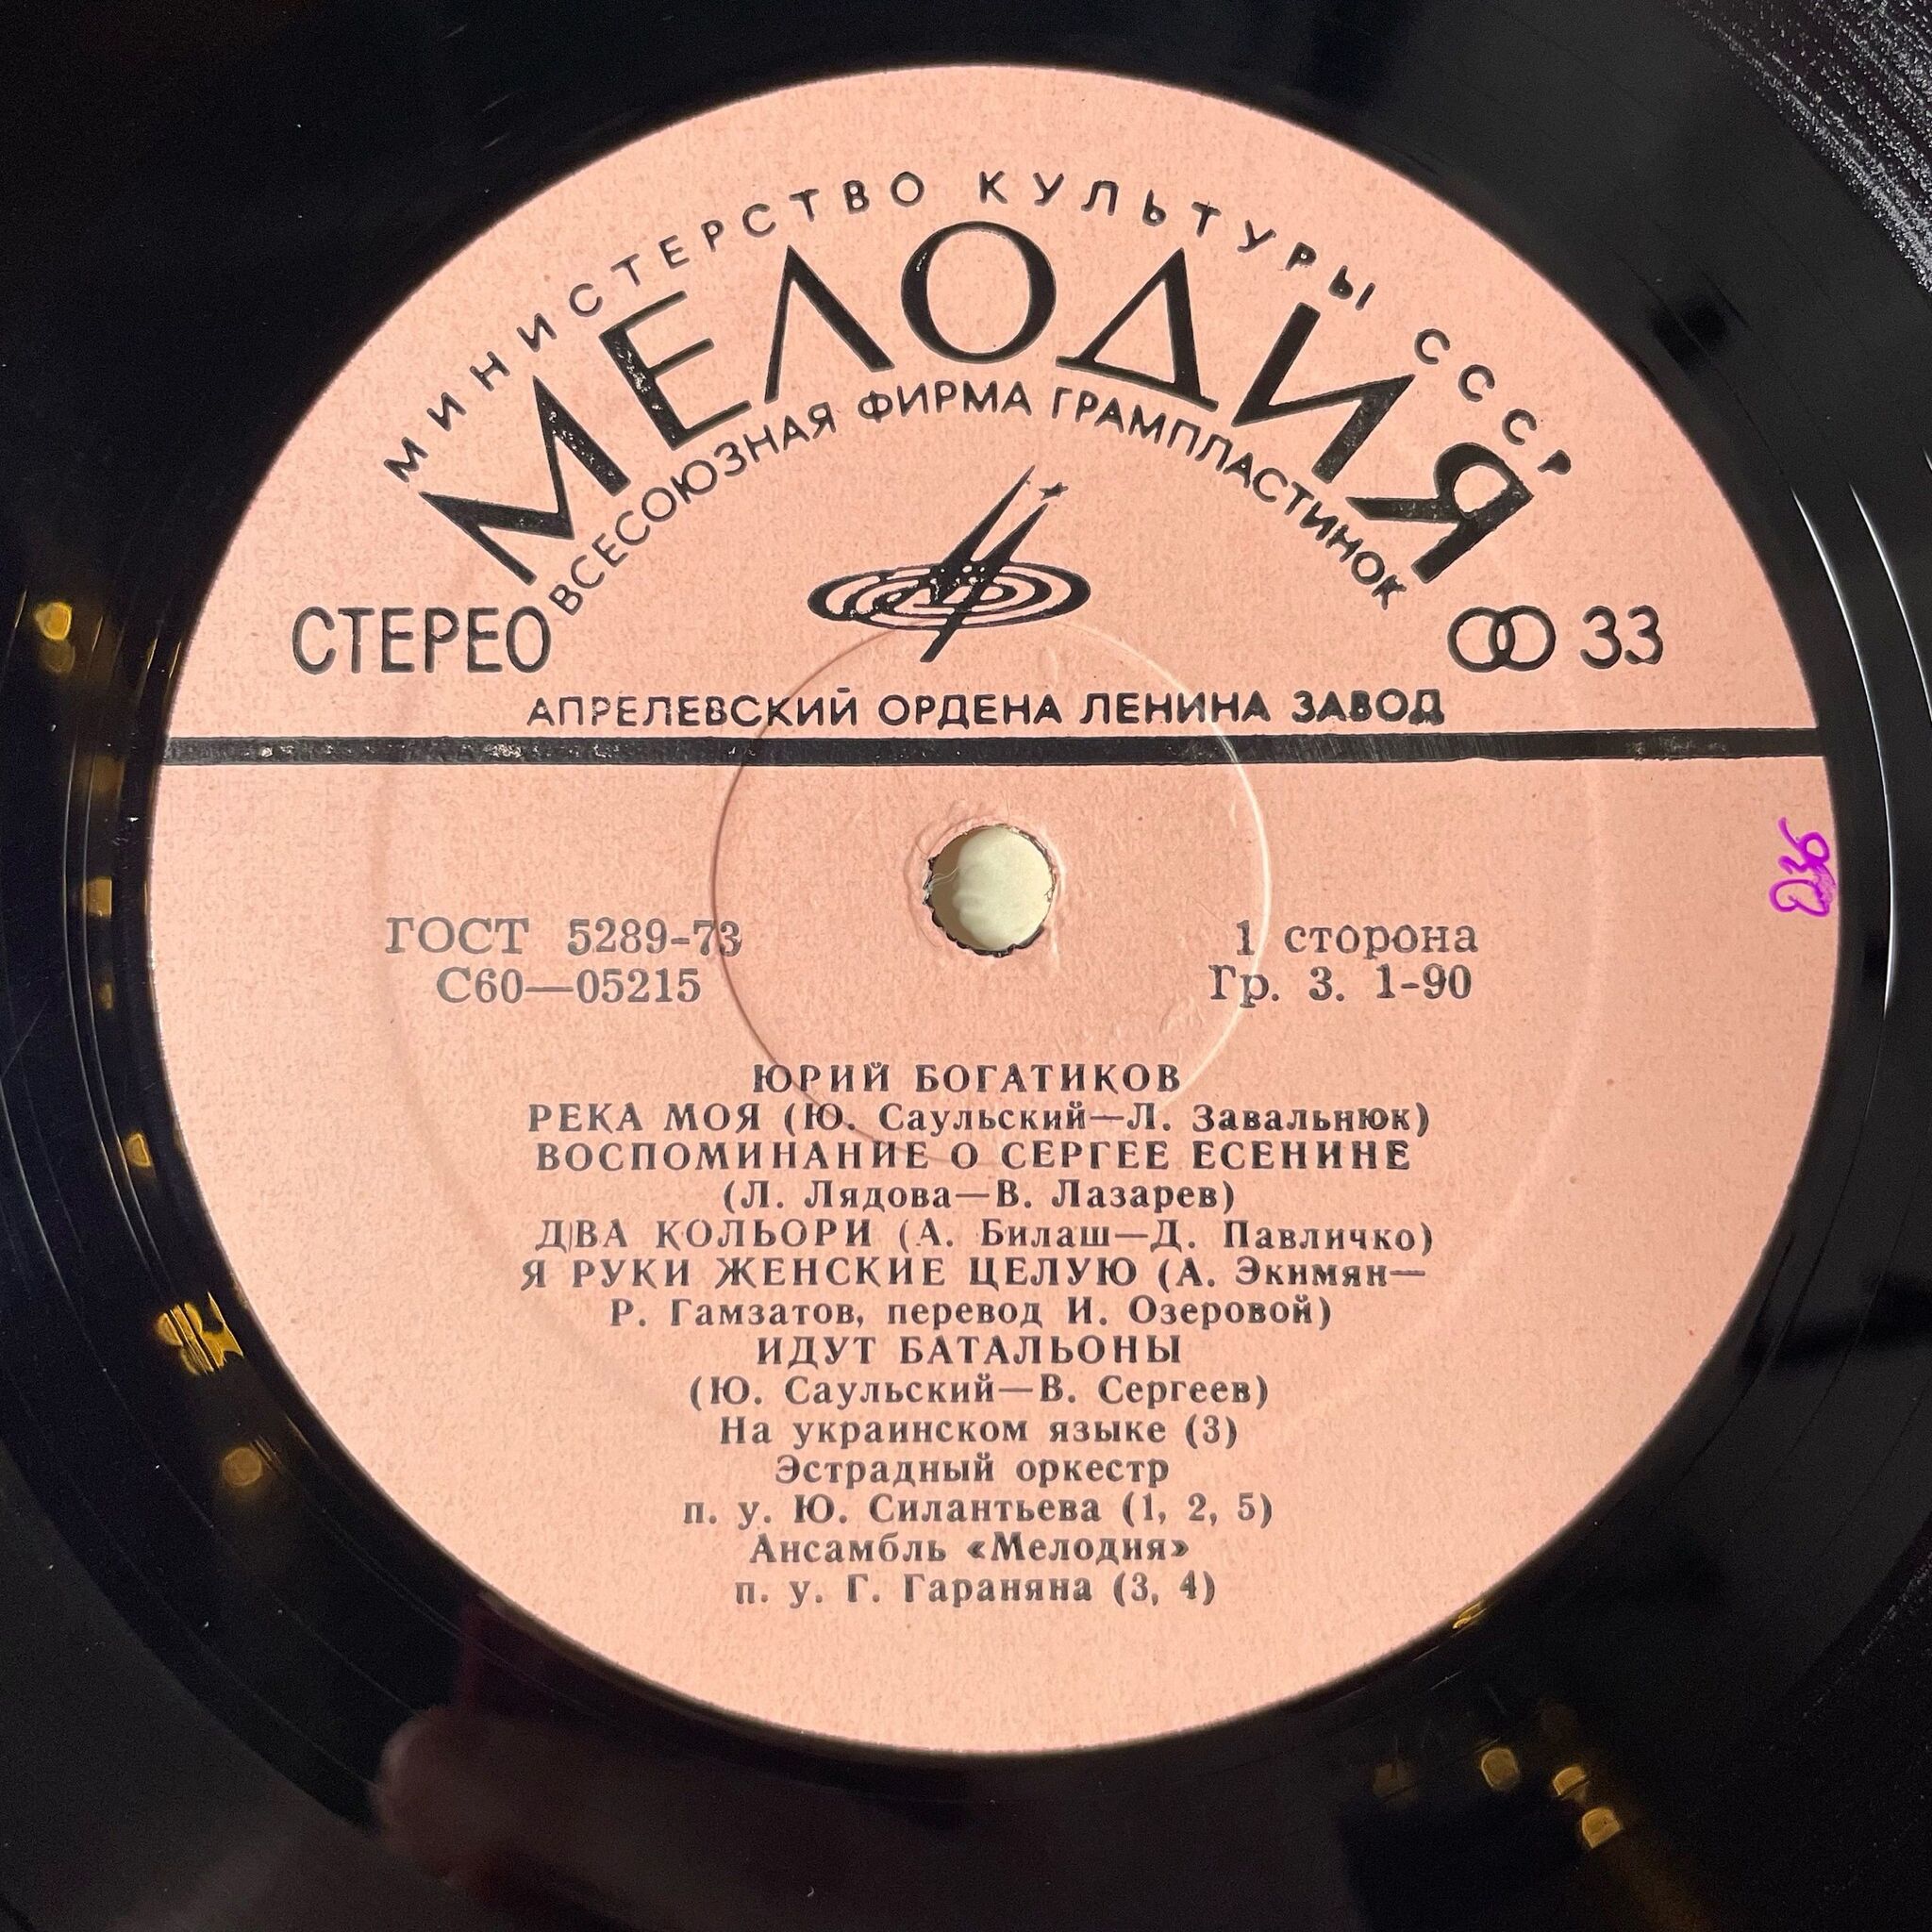 МИНИСТЕРСТВО КУЛЬТУРЫ СССР
МЕЛОДИЯ
ВСЕСОЮЗНАЯ ФИРМА ГРАМПЛАСТИНОК
СТЕРЕО
33
АПРЕЛЕВСКИЙ ОРДЕНА ЛЕНИНА ЗАВОД
ГОСТ 5289-73
С60—05215
1 сторона
Гр. 3. 1-90
ЮРИЙ БОГАТИКОВ
РЕКА МОЯ (Ю. Саульский—Л. Завальнюк)
ВОСПОМИНАНИЕ О СЕРГЕЕ ЕСЕНИНЕ
(Л. Лядова—В. Лазарев)
ДВА КОЛЬОРИ (А. Билаш—Д. Павличко)
Я РУКИ ЖЕНСКИЕ ЦЕЛУЮ (А. Экимян—
Р. Гамзатов, перевод И. Озеровой)
ИДУТ БАТАЛЬОНЫ
(Ю. Саульский—В. Сергеев)
На украинском языке (3)
Эстрадный оркестр
п. у. Ю. Силантьева (1, 2, 5)
Ансамбль «Мелодия»
п. у. Г. Гараняна (3, 4)